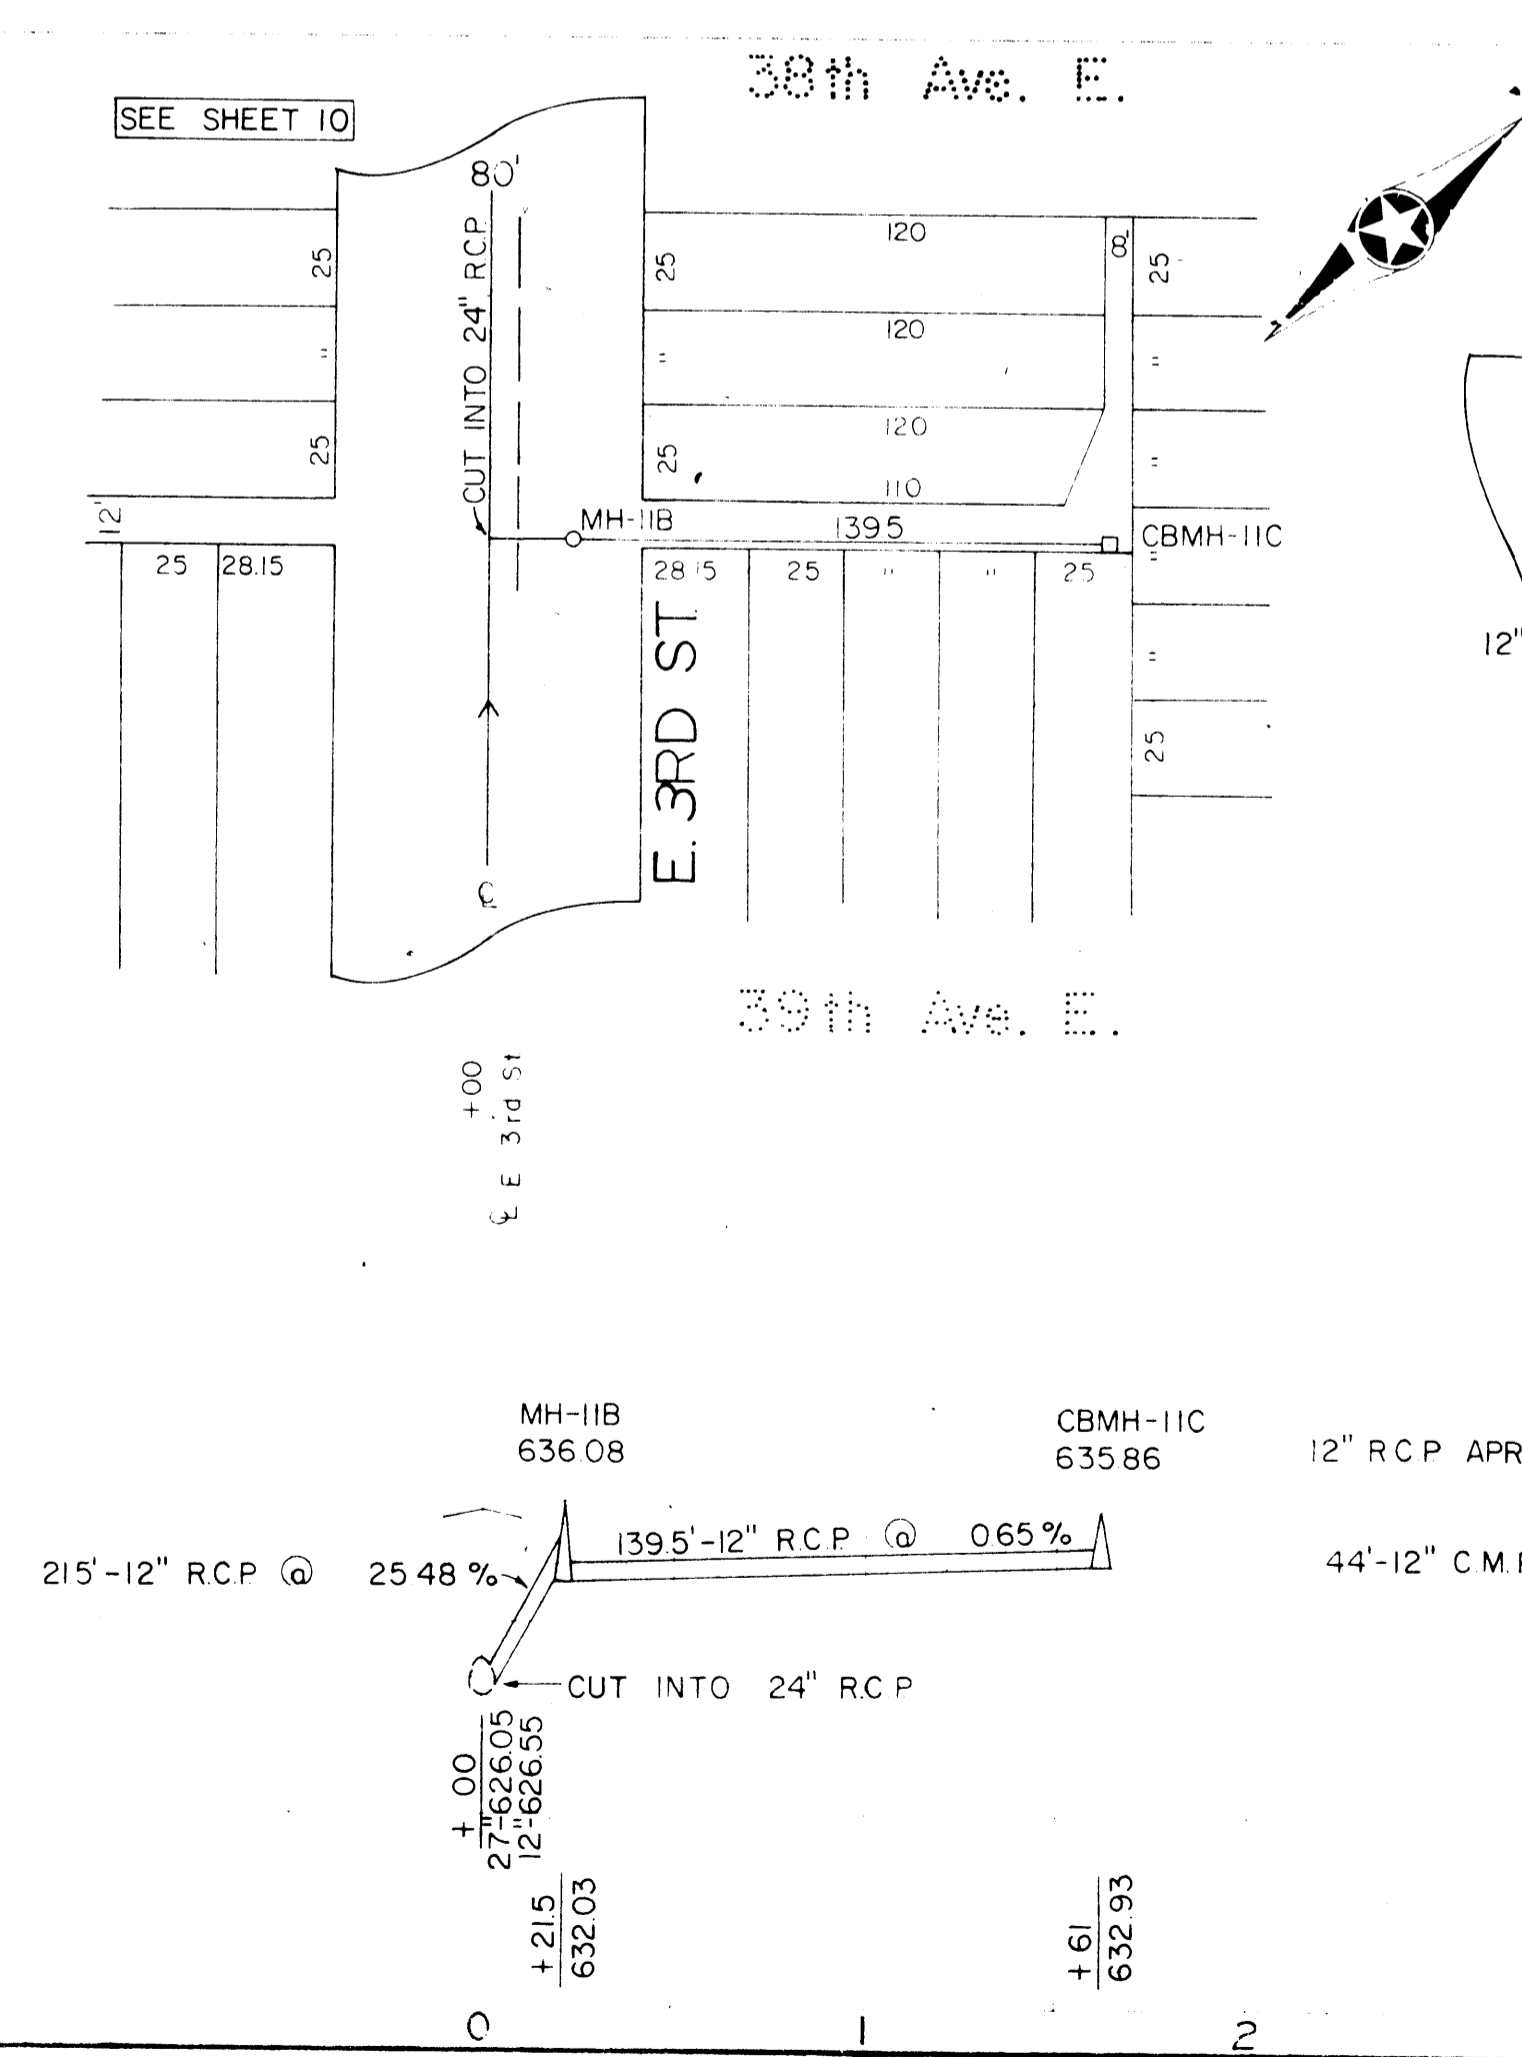 38th Ave. E.
SEE SHEET 10
80'
CUT INTO 24" R.C.P.
25
"
25
12'
25 28.15
25
"
25
120
120
120
110
8'
25
"
"
"
"
25
MH-11B
139.5
CBMH-11C
28.15 25 " " 25
E. 3RD ST.
℄
39th Ave. E.
+00
℄ E 3rd St
12"
MH-11B
636.08
CBMH-11C
635.86
12" R.C.P. APR
139.5'-12" R.C.P. @ 0.65%
21.5'-12" R.C.P. @ 25.48%
44'-12" C.M.
CUT INTO 24" R.C.P.
+ 00
27"-626.05
12"-626.55
+ 21.5
632.03
+ 61
632.93
0 1 2